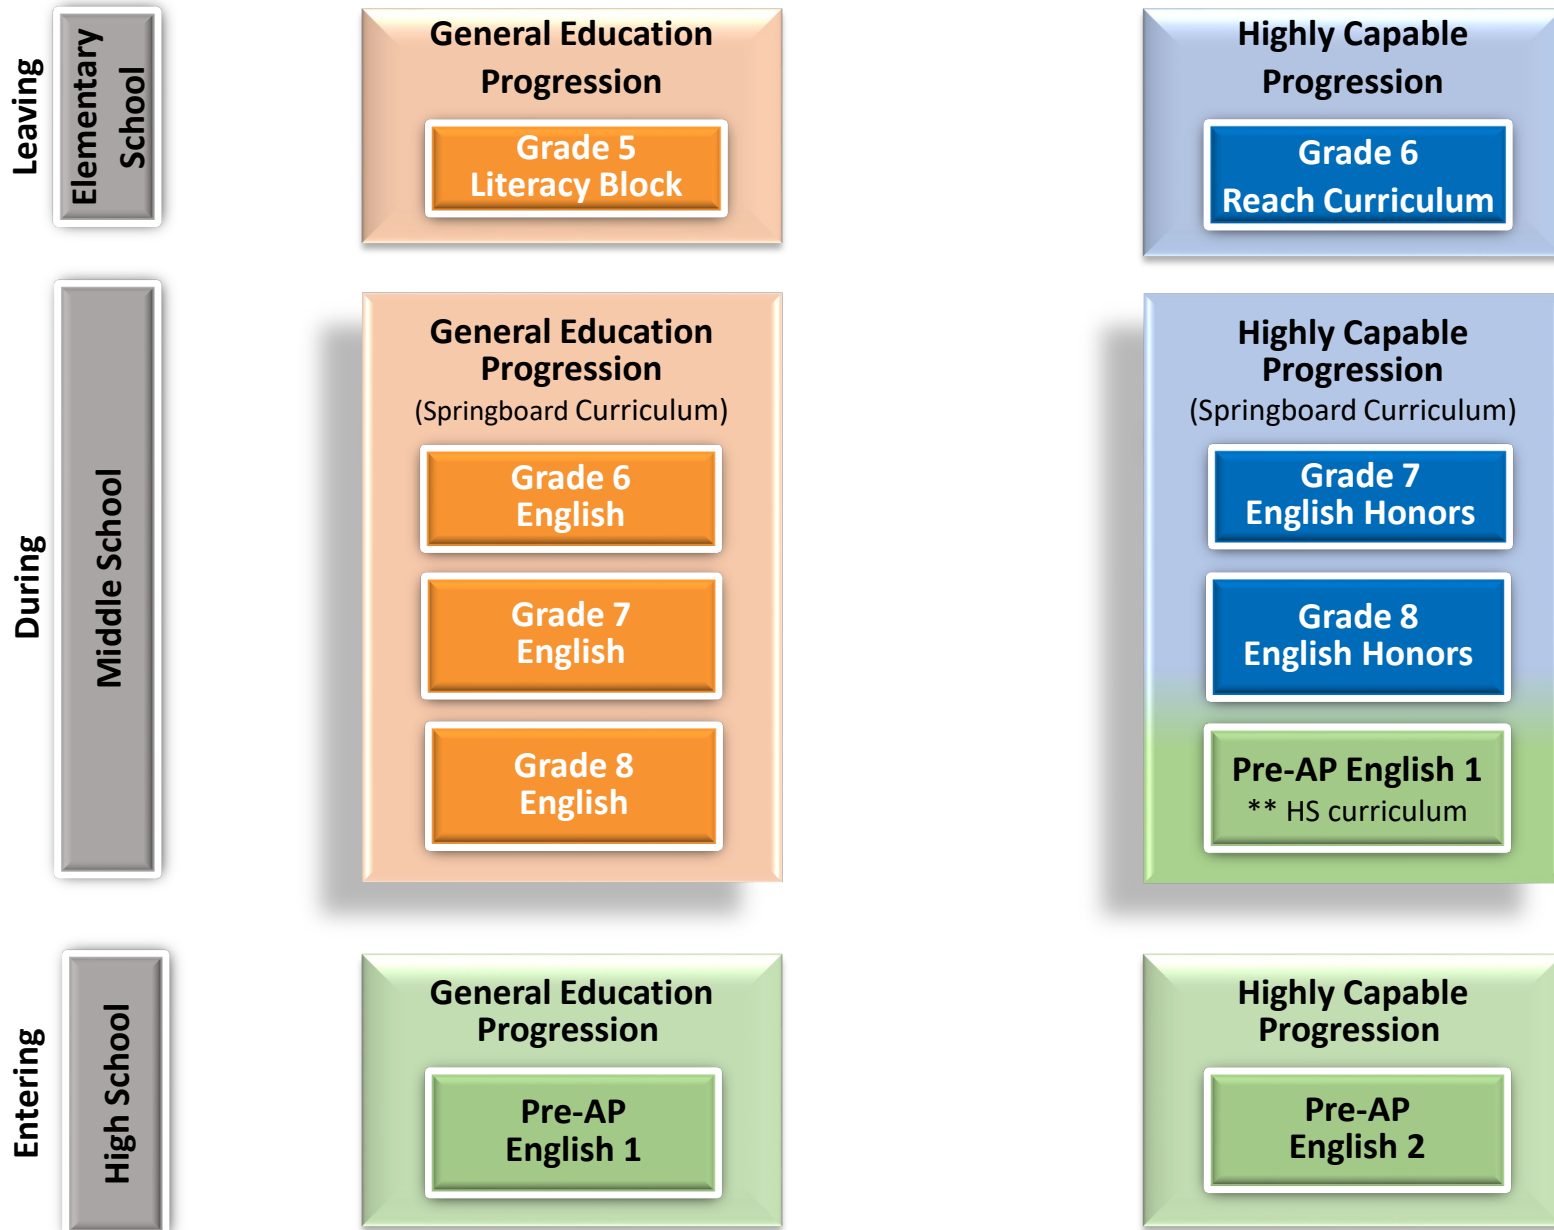 Leaving
Elementary
School
General Education
Progression
Grade 5
Literacy Block
Highly Capable
Progression
Grade 6
Reach Curriculum
During
Middle School
General Education
Progression
(Springboard Curriculum)
Grade 6
English
Grade 7
English
Grade 8
English
Highly Capable
Progression
(Springboard Curriculum)
Grade 7
English Honors
Grade 8
English Honors
Pre-AP English 1
** HS curriculum
Entering
High School
General Education
Progression
Pre-AP
English 1
Highly Capable
Progression
Pre-AP
English 2